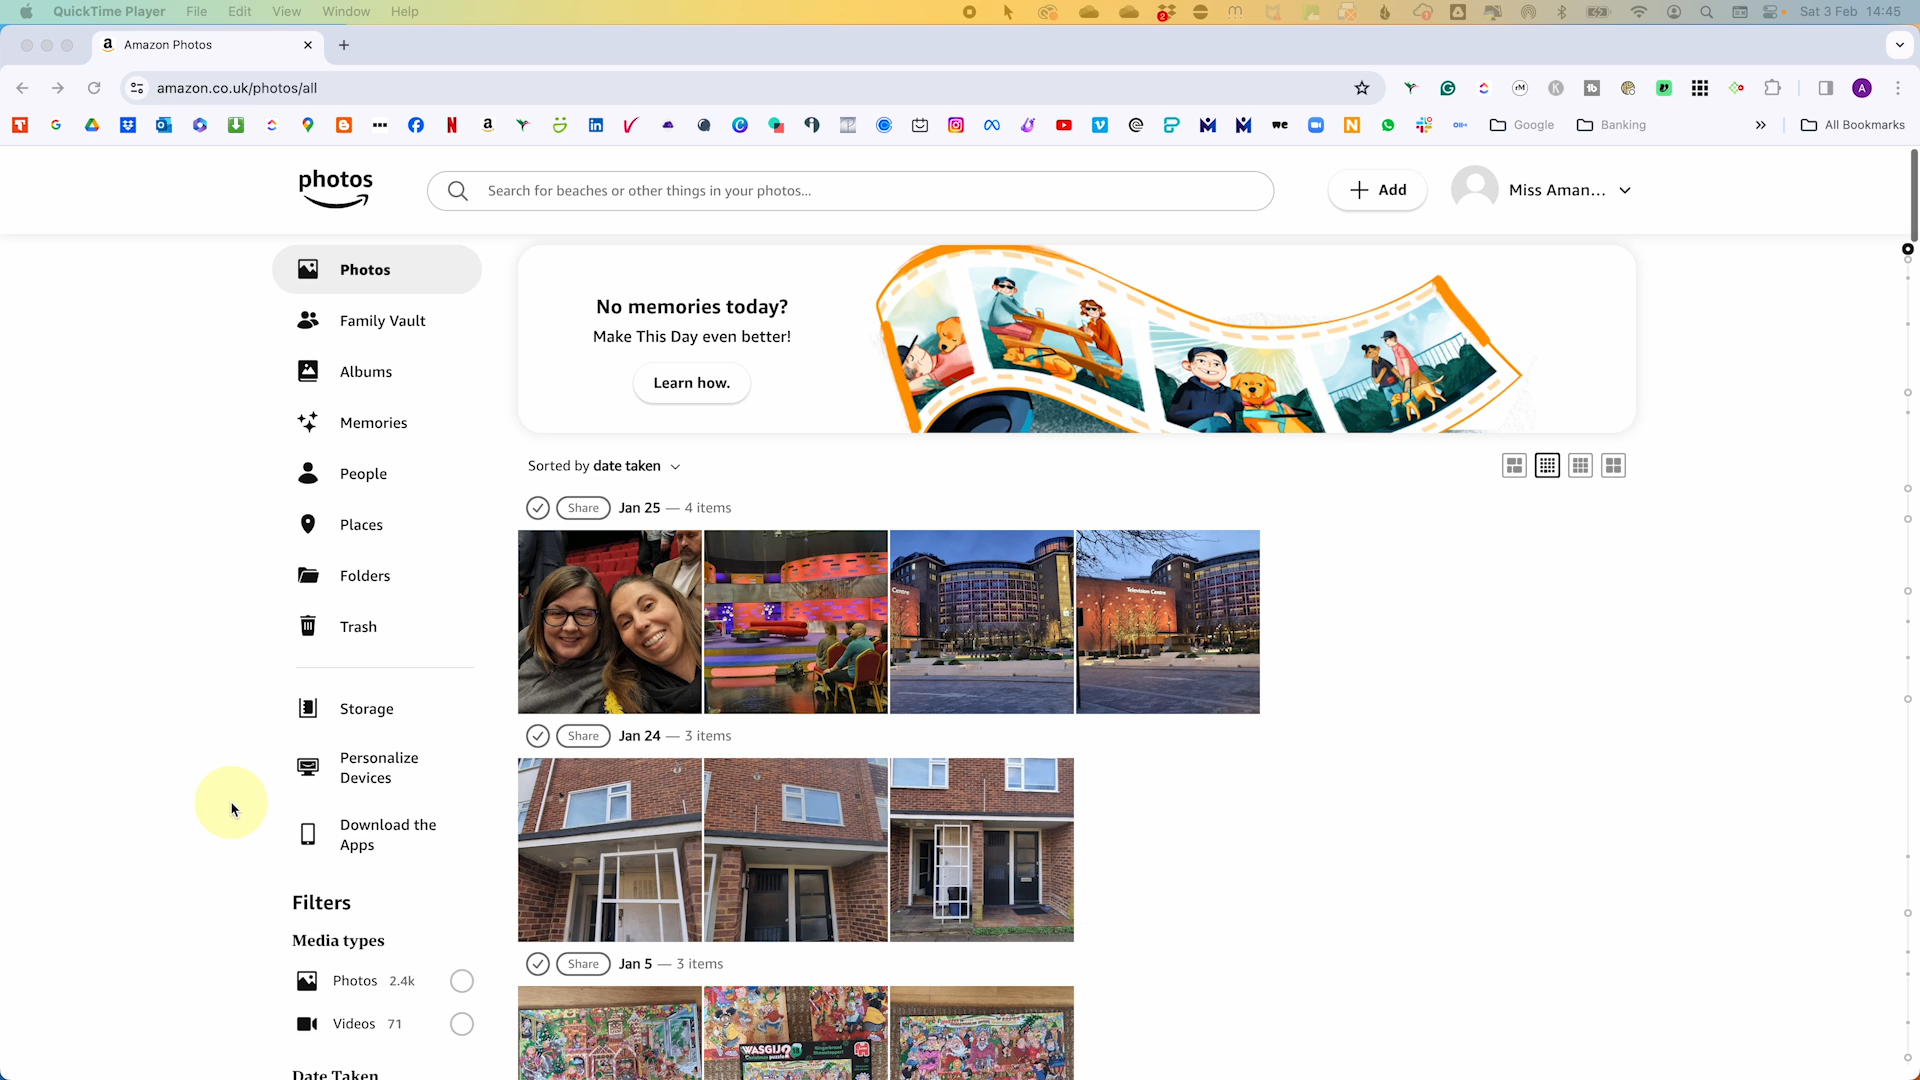 QuickTime Player File Edit View Window Help Sat 3 Feb 14:45
Amazon Photos
amazon.co.uk/photos/all
Google Banking All Bookmarks
photos
Search for beaches or other things in your photos...
Add
Miss Aman...
Photos
Family Vault
Albums
Memories
People
Places
Folders
Trash
Storage
Personalize
Devices
Download the
Apps
Filters
Media types
Photos 2.4k
Videos 71
Date Taken
No memories today?
Make This Day even better!
Learn how.
Sorted by date taken
Share Jan 25 — 4 items
Centre
Television Centre
Share Jan 24 — 3 items
Share Jan 5 — 3 items
WASGIJ?